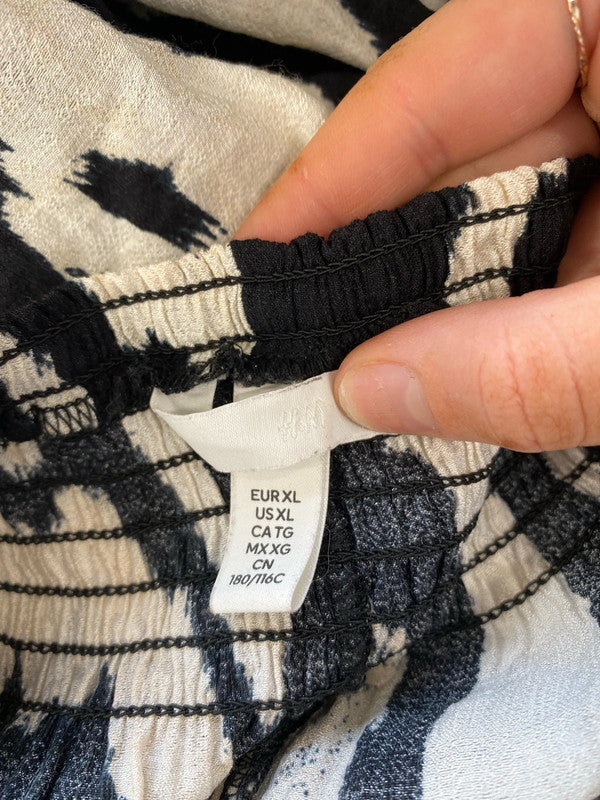 H&M
EUR XL
US XL
CA TG
MX XG
CN
180/116C